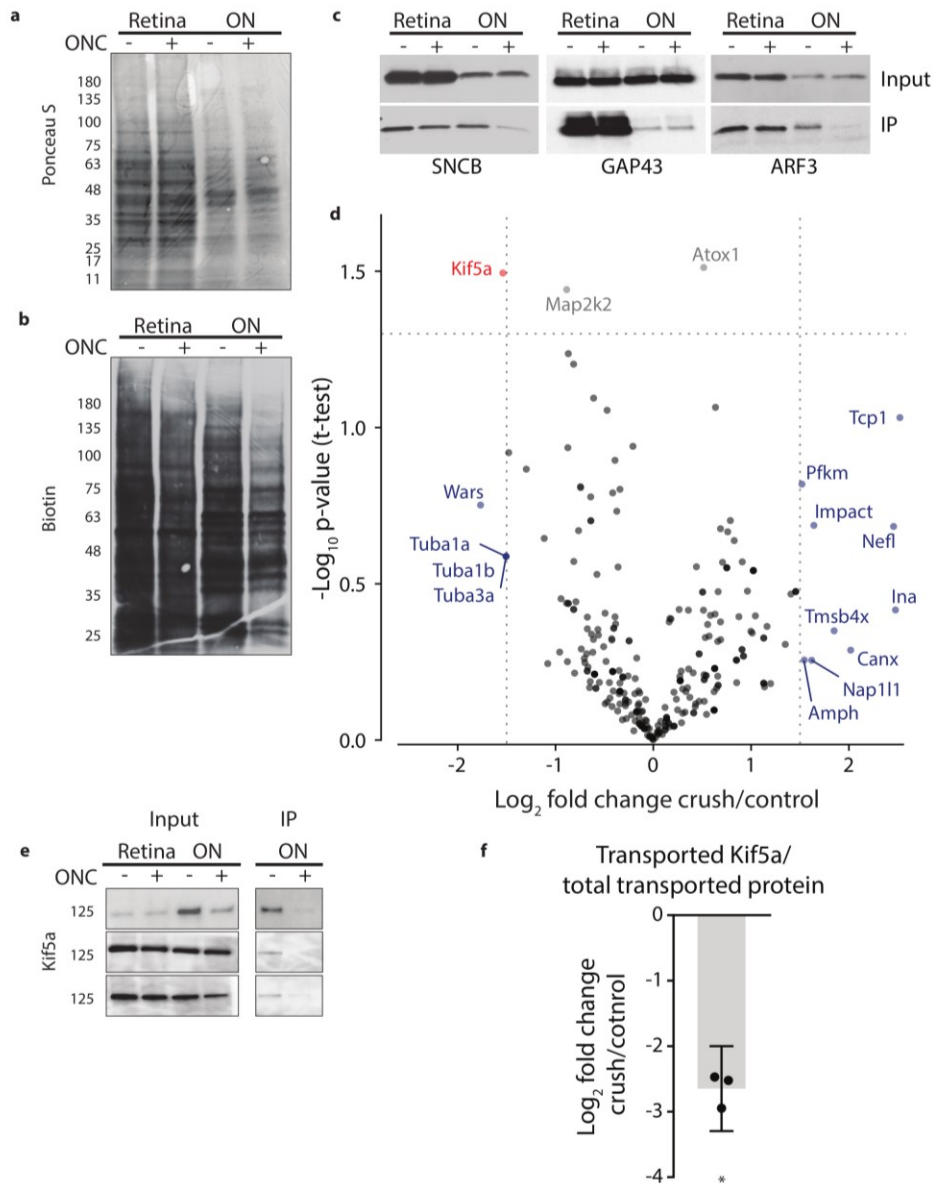 a
Retina ON
ONC - + - +
Ponceau S
180
135
100
75
63
48
35
25
17
11
b
Retina ON
ONC - + - +
Biotin
180
135
100
75
63
48
35
25
c
Retina ON Retina ON Retina ON
- + - + - + - + - + - +
Input
IP
SNCB GAP43 ARF3
d
-Log10 p-value (t-test)
1.5
1.0
0.5
0.0
Kif5a
Atox1
Map2k2
Tcp1
Pfkm
Wars
Impact
Nefl
Tuba1a
Tuba1b
Tuba3a
Ina
Tmsb4x
Canx
Nap1l1
Amph
-2 -1 0 1 2
Log2 fold change crush/control
e
Input IP
Retina ON ON
ONC - + - + - +
Kif5a
125
125
125
f
Transported Kif5a/
total transported protein
Log2 fold change
crush/cotnrol
0
-1
-2
-3
-4
*